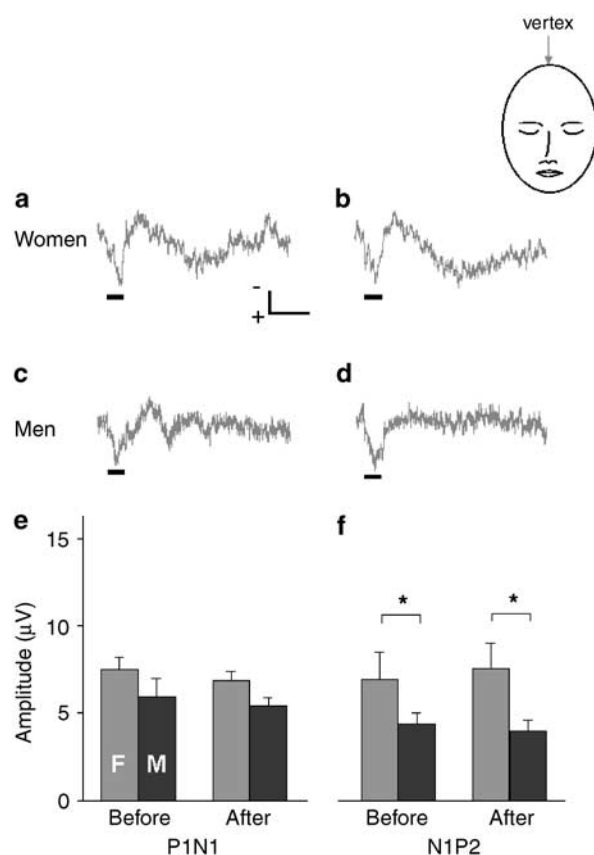 vertex
a
b
Women
-
+
c
d
Men
e
f
15
10
5
0
Amplitude (µV)
F M
* *
Before After Before After
P1N1 N1P2